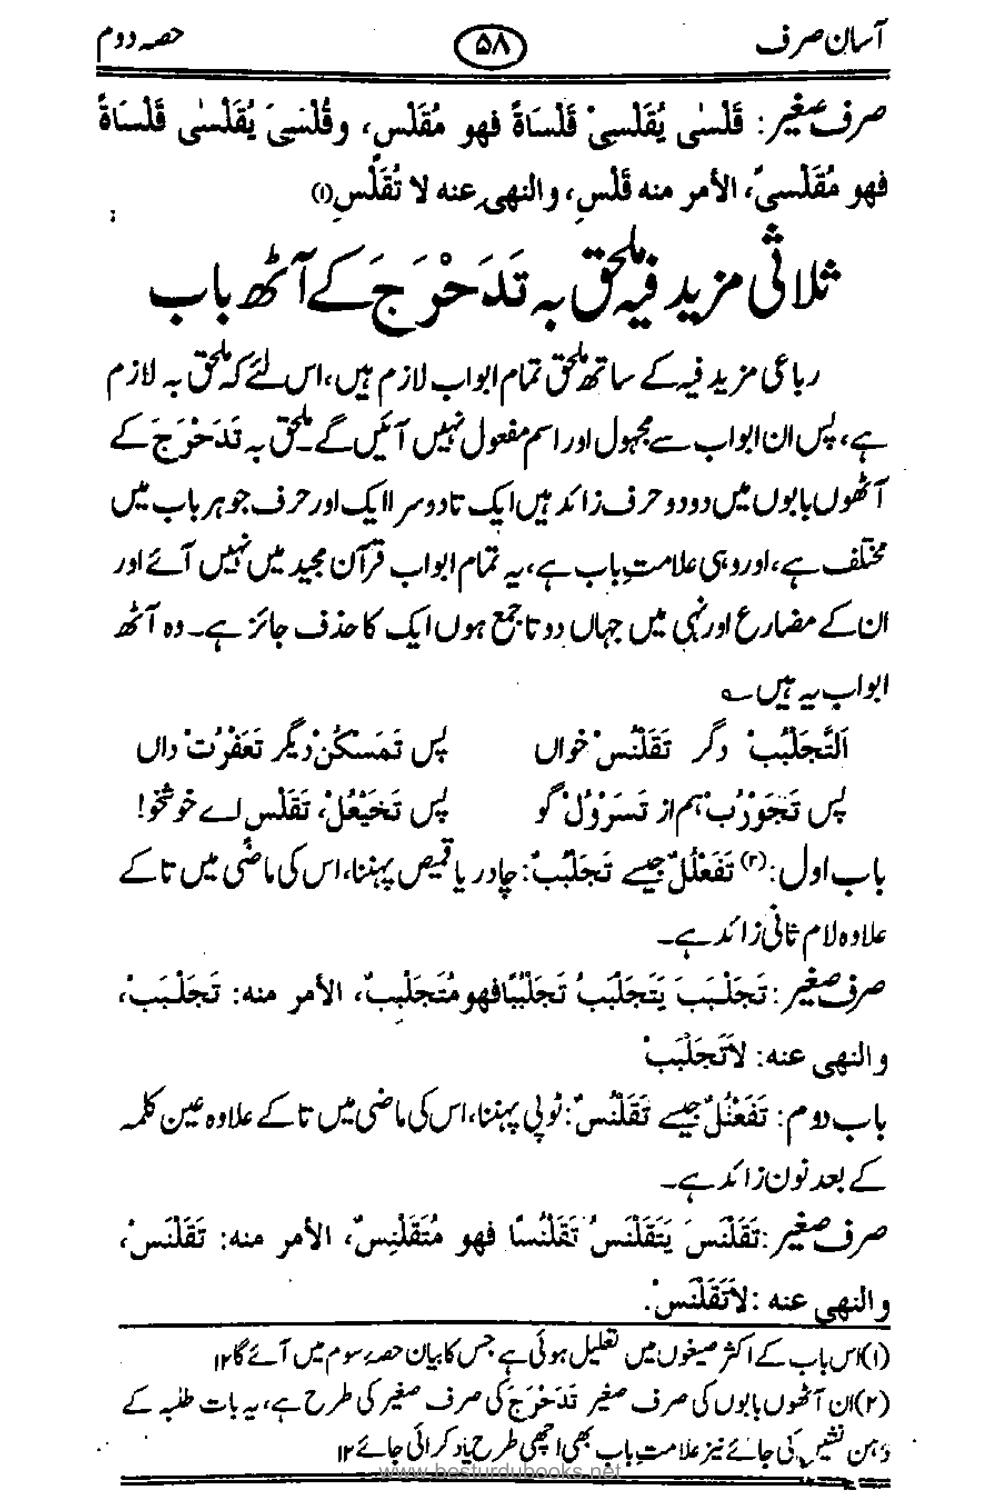 آسان صرف ۵۸ حصہ دوم
صرف صغیر: قَلْسٰی یُقَلْسِیْ قَلْسَاةً فهو مُقَلْسٍ، وقُلْسِیَ یُقَلْسٰی قَلْسَاةً
فهو مُقَلْسیً، الأمر منه قَلْسِ، والنهی عنه لا تُقَلْسِ(۱)
ثلاثی مزید فیہ ملحق بہ تَدَحْرَجَ کے آٹھ باب
رباعی مزید فیہ کے ساتھ ملحق تمام ابواب لازم ہیں، اس لئے کہ ملحق بہ لازم
ہے، پس ان ابواب سے مجہول اور اسم مفعول نہیں آئیں گے۔ ملحق بہ تَدَحْرَجَ کے
آٹھوں بابوں میں دو دو حرف زائد ہیں ایک تا دوسرا ایک اور حرف جو ہر باب میں
مختلف ہے، اور وہی علامتِ باب ہے، یہ تمام ابواب قرآن مجید میں نہیں آئے اور
ان کے مضارع اور نہی میں جہاں دو تا جمع ہوں ایک کا حذف جائز ہے۔ وہ آٹھ
ابواب یہ ہیں ؎
اَلتَّجَلْبُبْ دگر تَقَلْنُسْ خواں پس تَمَسْکُنْ دیگر تَعَفْرُتْ داں
پس تَجَوْرُبْ ہم از تَسَرْوُلْ گو پس تَخَیْعُلْ، تَقَلْسٍ اے خوشخو!
باب اول:(۲) تَفَعْلُلٌ جیسے تَجَلْبُبٌ: چادر یا قمیص پہننا، اس کی ماضی میں تا کے
علاوہ لام ثانی زائد ہے۔
صرف صغیر: تَجَلْبَبَ یَتَجَلْبَبُ تَجَلْبُبًا فهو مُتَجَلْبِبٌ، الأمر منه: تَجَلْبَبْ،
والنهی عنه: لاَتَجَلْبَبْ
باب دوم: تَفَعْنُلٌ جیسے تَقَلْنُسٌ: ٹوپی پہننا، اس کی ماضی میں تا کے علاوہ عین کلمہ
کے بعد نون زائد ہے۔
صرف صغیر: تَقَلْنَسَ یَتَقَلْنَسُ تَقَلْنُسًا فهو مُتَقَلْنِسٌ، الأمر منه: تَقَلْنَسْ،
والنهی عنه: لاَتَقَلْنَسْ.
(۱) اس باب کے اکثر صیغوں میں تعلیل ہوئی ہے جس کا بیان حصہ سوم میں آئے گا ۱۲
(۲) ان آٹھوں بابوں کی صرف صغیر تَدَحْرَجَ کی صرف صغیر کی طرح ہے، یہ بات طلبہ کے
ذہن نشیں کی جائے نیز علامتِ باب بھی اچھی طرح یاد کرائی جائے ۱۲
www.besturdubooks.net